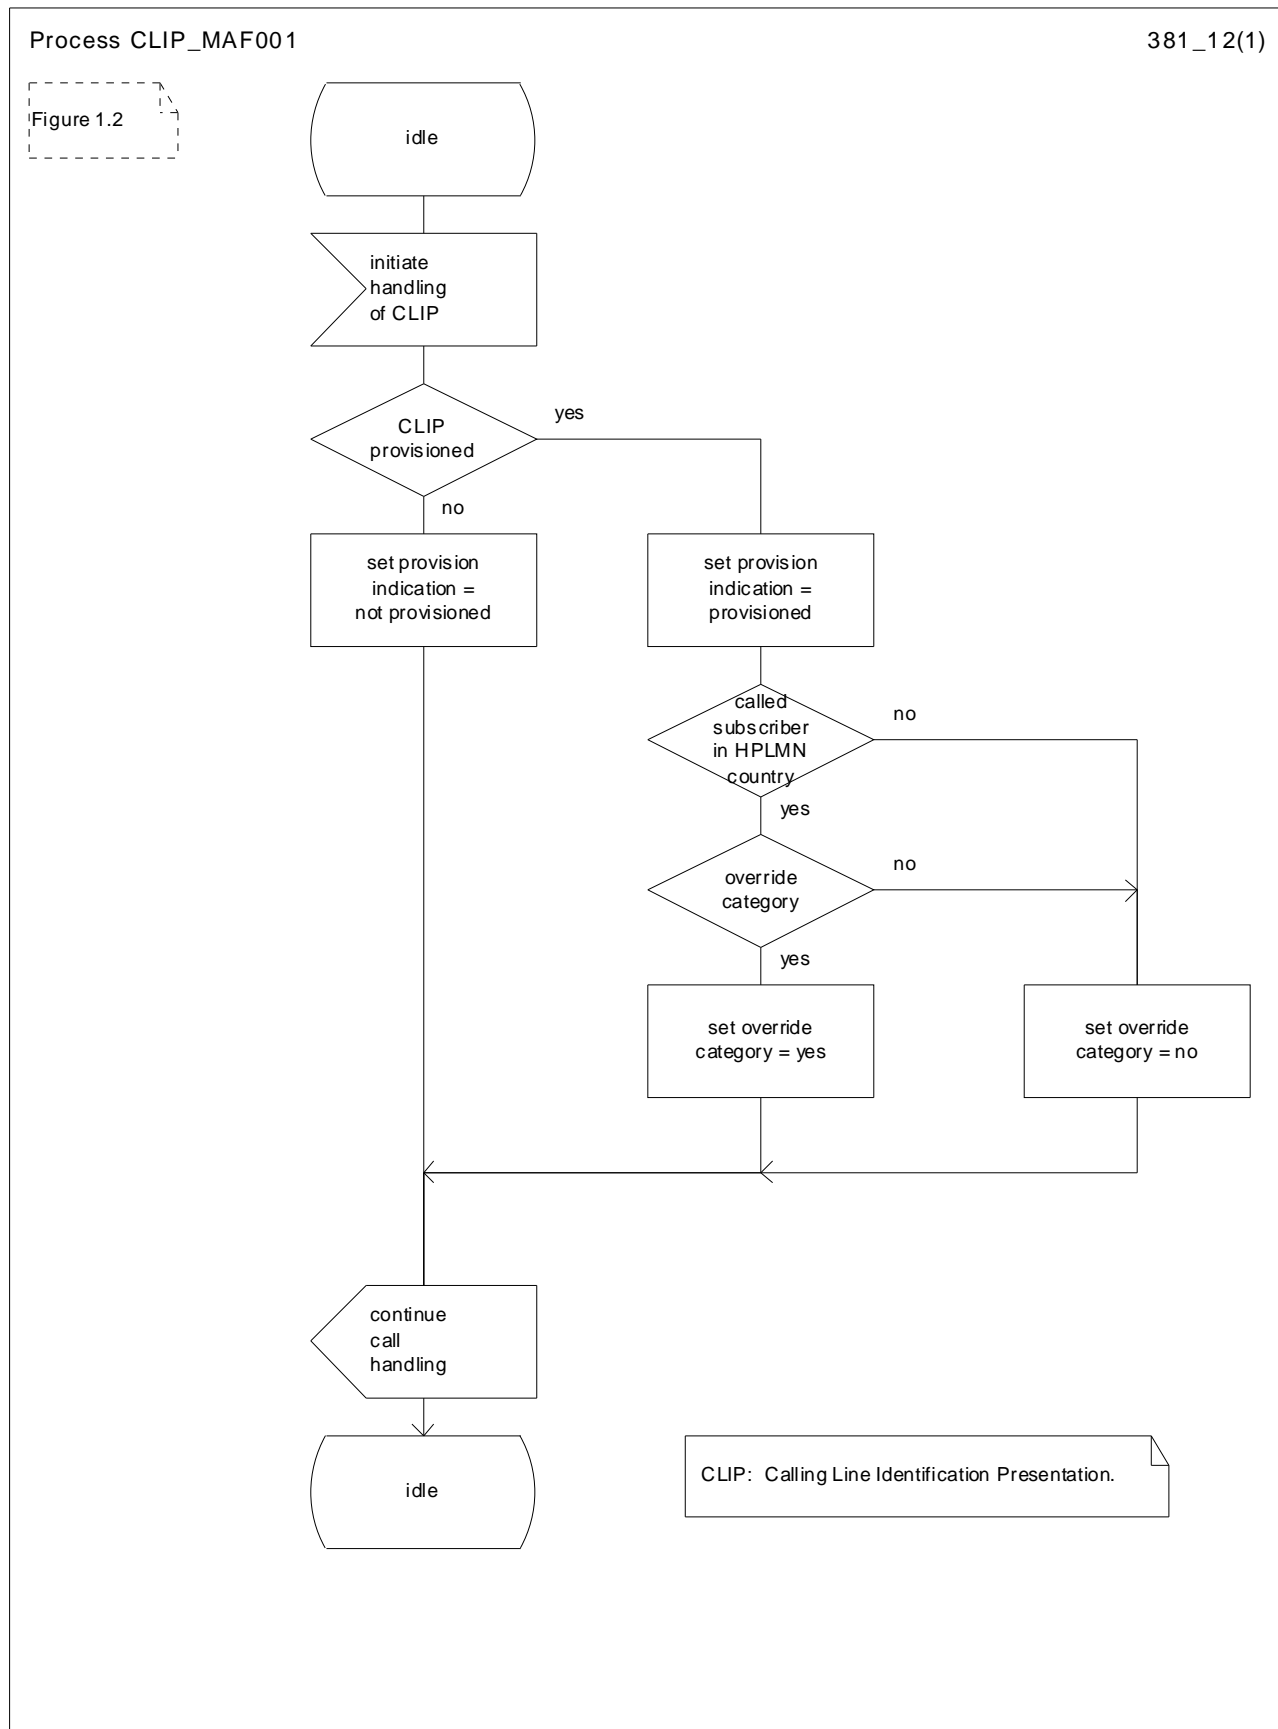 Process CLIP_MAF001
381_12(1)
Figure 1.2
idle
initiate
handling
of CLIP
CLIP
provisioned
yes
no
set provision
indication =
not provisioned
set provision
indication =
provisioned
called
subscriber
in HPLMN
country
no
yes
override
category
no
yes
set override
category = yes
set override
category = no
continue
call
handling
idle
CLIP: Calling Line Identification Presentation.